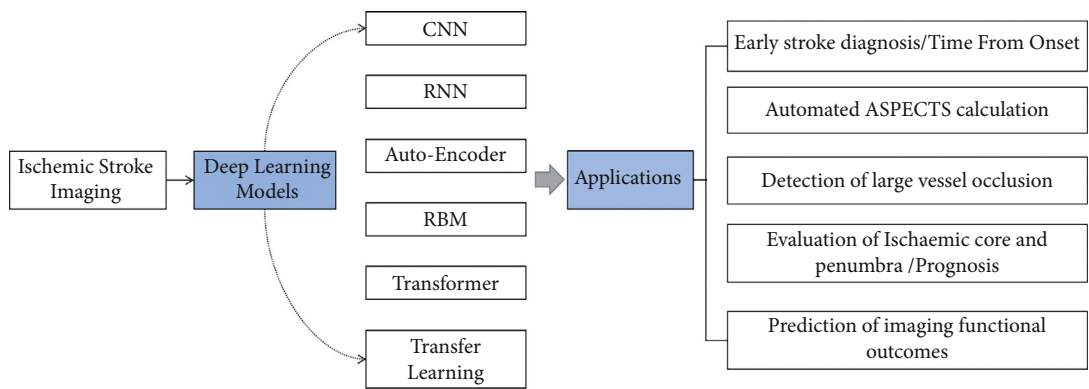 Ischemic Stroke
Imaging
Deep Learning
Models
CNN
RNN
Auto-Encoder
RBM
Transformer
Transfer
Learning
Applications
Early stroke diagnosis/Time From Onset
Automated ASPECTS calculation
Detection of large vessel occlusion
Evaluation of Ischaemic core and
penumbra /Prognosis
Prediction of imaging functional
outcomes